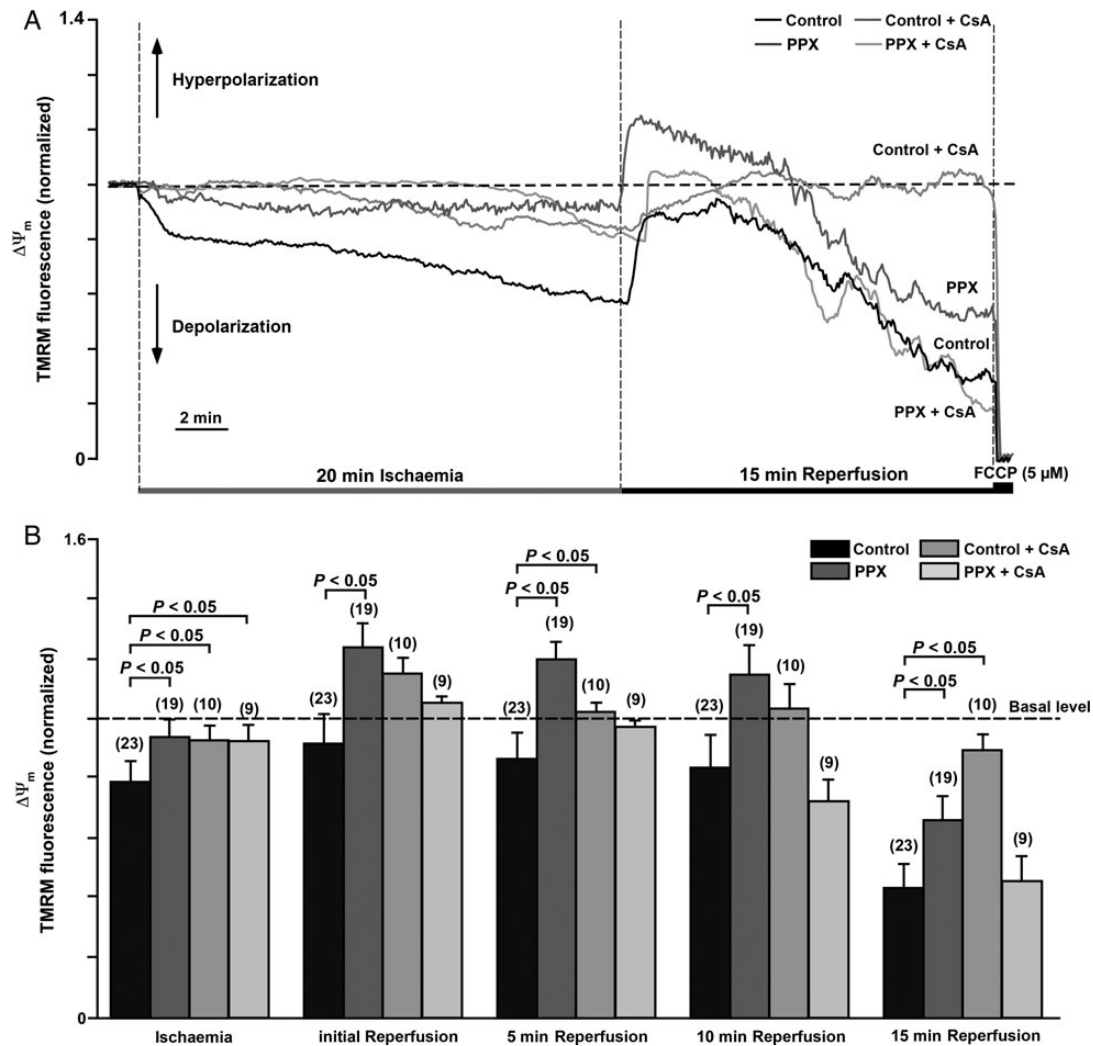 A
1.4
Control
Control + CsA
PPX
PPX + CsA
Hyperpolarization
Control + CsA
ΔΨm
TMRM fluorescence (normalized)
PPX
Depolarization
Control
PPX + CsA
2 min
0
20 min Ischaemia
15 min Reperfusion
FCCP (5 µM)
B
1.6
Control
Control + CsA
PPX
PPX + CsA
P < 0.05
P < 0.05
P < 0.05
P < 0.05
P < 0.05
P < 0.05
P < 0.05
P < 0.05
P < 0.05
(23)
(19)
(10)
(9)
(23)
(19)
(10)
(9)
(23)
(19)
(10)
(9)
(23)
(19)
(10)
(9)
(23)
(19)
(10)
(9)
Basal level
ΔΨm
TMRM fluorescence (normalized)
0
Ischaemia
initial Reperfusion
5 min Reperfusion
10 min Reperfusion
15 min Reperfusion